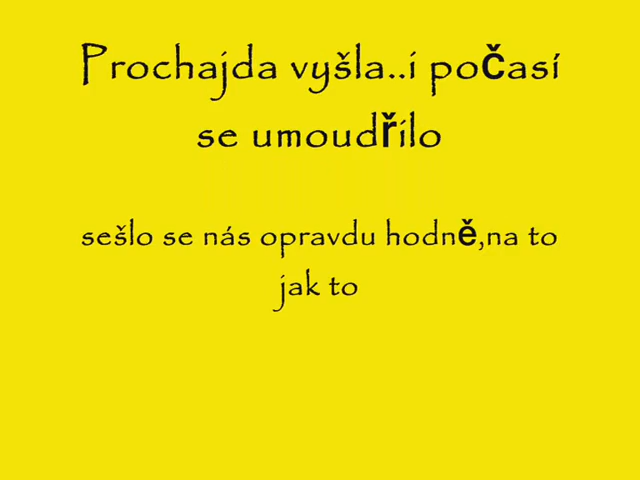 Prochajda vyšla..i počasí
se umoudřilo
sešlo se nás opravdu hodně,na to
jak to